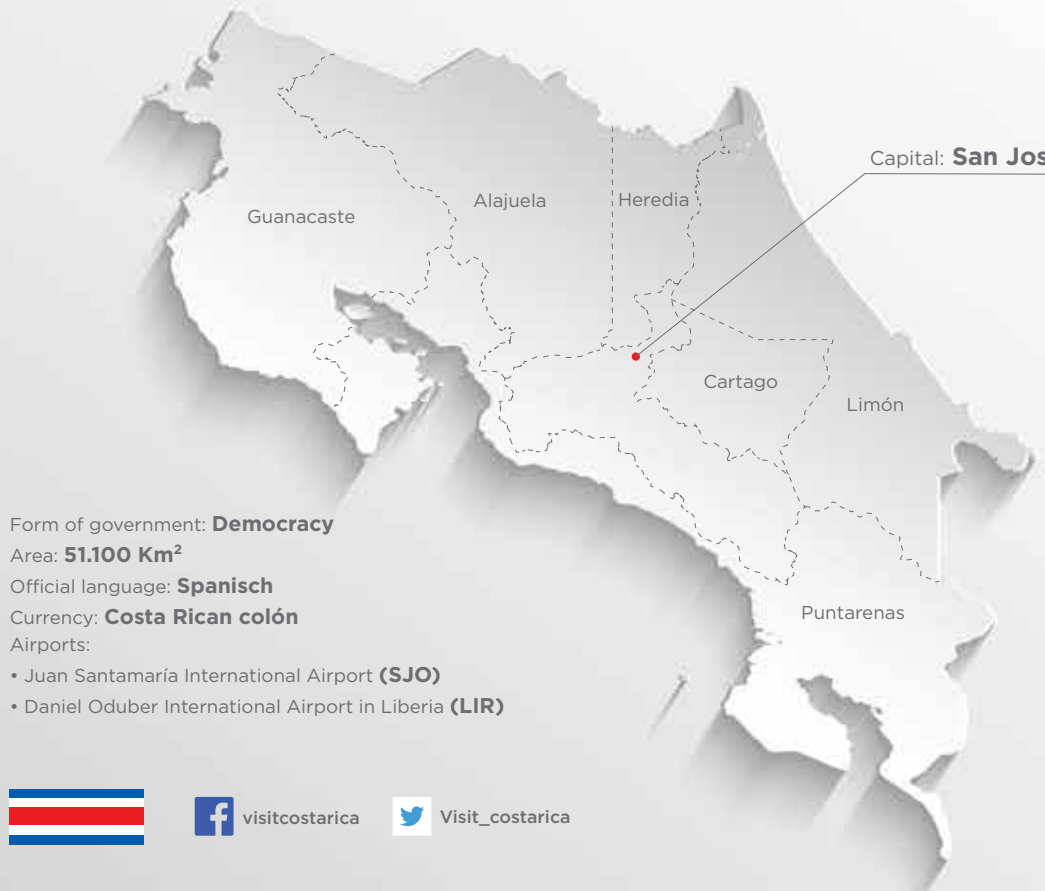 Capital: San Jos
Alajuela
Heredia
Guanacaste
Cartago
Limón
Form of government: Democracy
Area: 51.100 Km²
Official language: Spanisch
Currency: Costa Rican colón
Airports:
• Juan Santamaría International Airport (SJO)
• Daniel Oduber International Airport in Liberia (LIR)
Puntarenas
visitcostarica
Visit_costarica